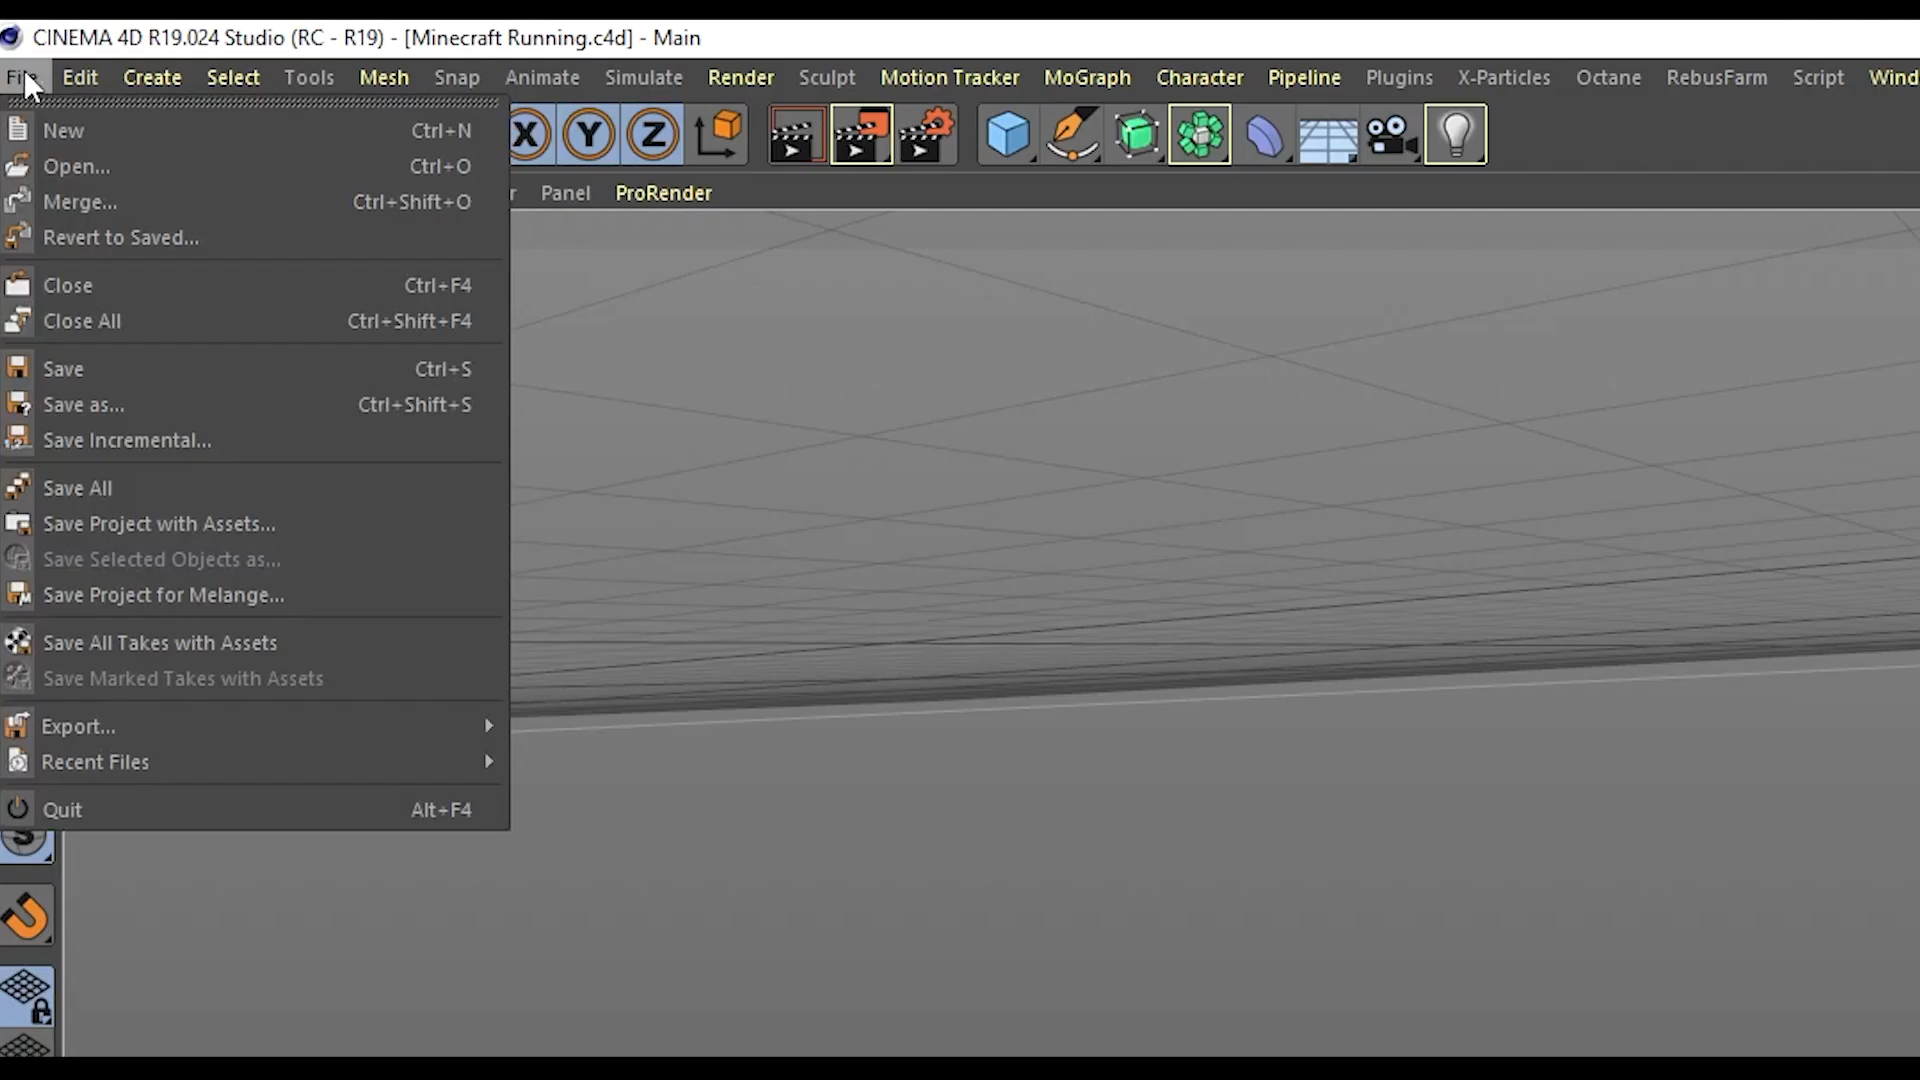 CINEMA 4D R19.024 Studio (RC - R19) - [Minecraft Running.c4d] - Main
Edit Create Select Tools Mesh Snap Animate Simulate Render Sculpt Motion Tracker MoGraph Character Pipeline Plugins X-Particles Octane RebusFarm Script Wind
X Y Z
Panel ProRender
New Ctrl+N
Open... Ctrl+O
Merge... Ctrl+Shift+O
Revert to Saved...
Close Ctrl+F4
Close All Ctrl+Shift+F4
Save Ctrl+S
Save as... Ctrl+Shift+S
Save Incremental...
Save All
Save Project with Assets...
Save Selected Objects as...
Save Project for Melange...
Save All Takes with Assets
Save Marked Takes with Assets
Export...
Recent Files
Quit Alt+F4